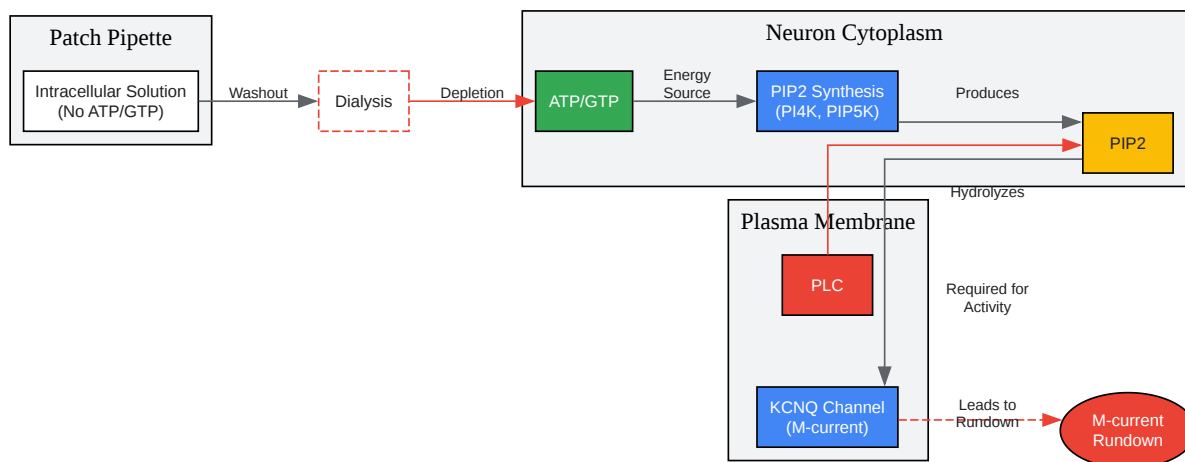 Patch Pipette
Intracellular Solution
(No ATP/GTP)
Washout
Dialysis
Depletion
Neuron Cytoplasm
ATP/GTP
Energy
Source
PIP2 Synthesis
(PI4K, PIP5K)
Produces
PIP2
Hydrolyzes
Plasma Membrane
PLC
Required for
Activity
KCNQ Channel
(M-current)
Leads to
Rundown
M-current
Rundown